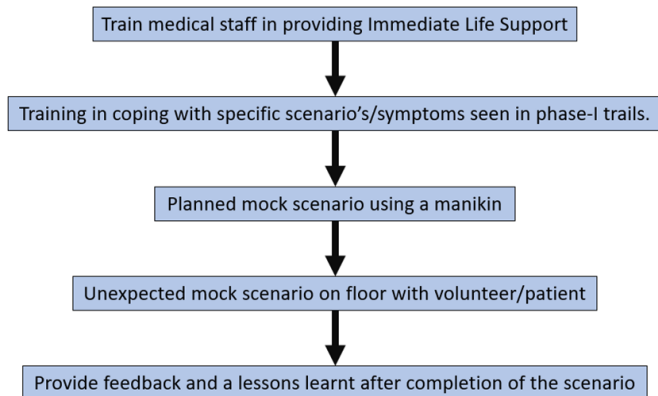 Train medical staff in providing Immediate Life Support
Training in coping with specific scenario's/symptoms seen in phase-I trails.
Planned mock scenario using a manikin
Unexpected mock scenario on floor with volunteer/patient
Provide feedback and a lessons learnt after completion of the scenario